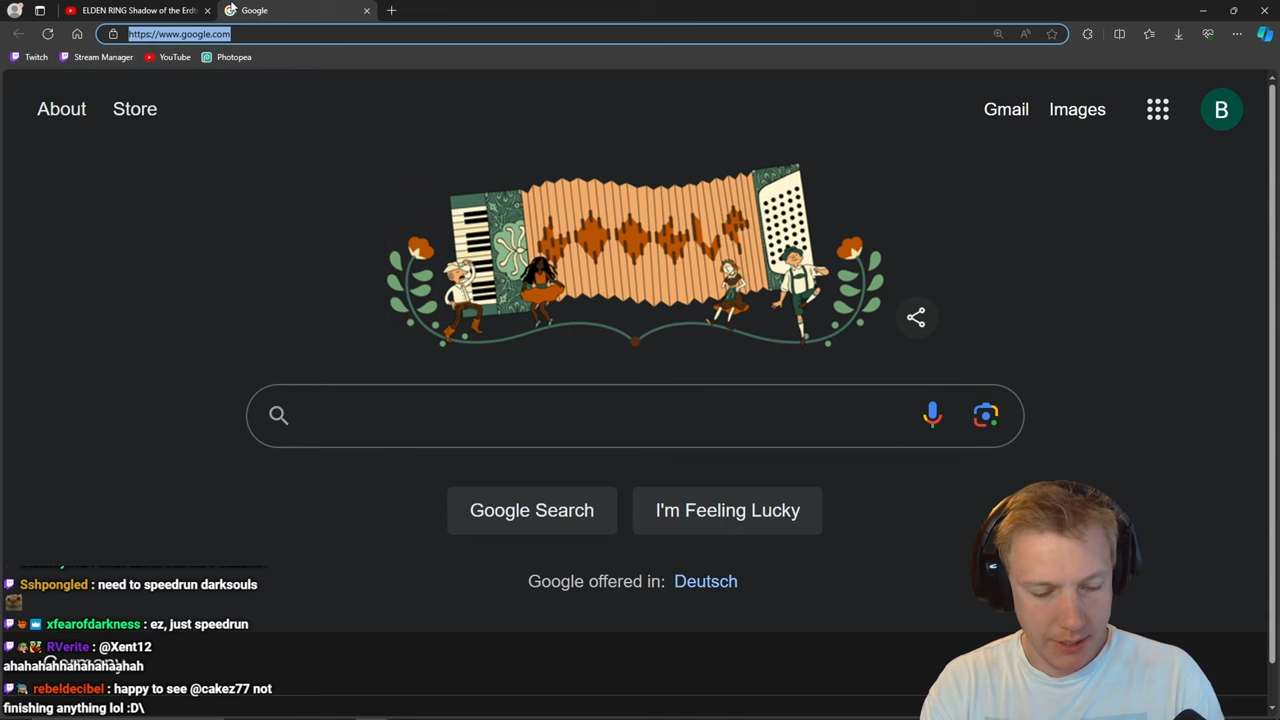 ELDEN RING Shadow of the Erdt
Google
https://www.google.com
Twitch
Stream Manager
YouTube
Photopea
About
Store
Gmail
Images
B
Google Search
I'm Feeling Lucky
Google offered in: Deutsch
Sshpongled : need to speedrun darksouls
xfearofdarkness : ez, just speedrun
RVerite : @Xent12
ahahahahhahahahaahah
Germany
rebeldecibel : happy to see @cakez77 not
finishing anything lol :D\